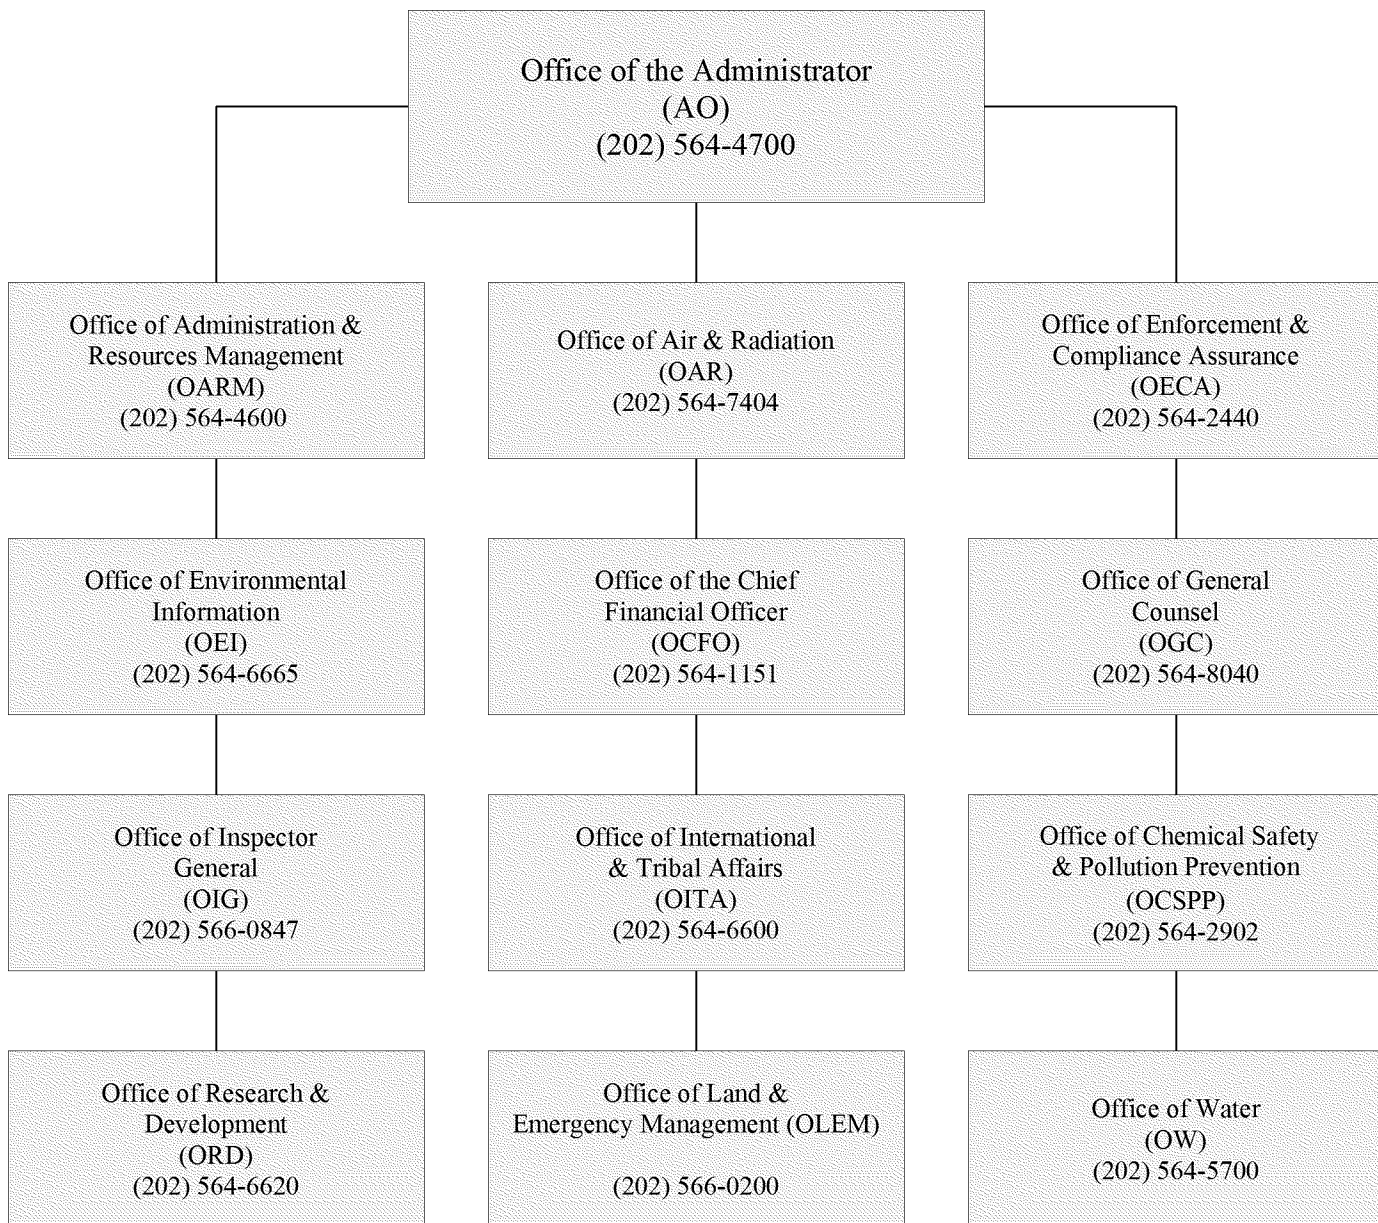 Office of the Administrator
(AO)
(202) 564-4700
Office of Administration &
Resources Management
(OARM)
(202) 564-4600
Office of Air & Radiation
(OAR)
(202) 564-7404
Office of Enforcement &
Compliance Assurance
(OECA)
(202) 564-2440
Office of Environmental
Information
(OEI)
(202) 564-6665
Office of the Chief
Financial Officer
(OCFO)
(202) 564-1151
Office of General
Counsel
(OGC)
(202) 564-8040
Office of Inspector
General
(OIG)
(202) 566-0847
Office of International
& Tribal Affairs
(OITA)
(202) 564-6600
Office of Chemical Safety
& Pollution Prevention
(OCSPP)
(202) 564-2902
Office of Research &
Development
(ORD)
(202) 564-6620
Office of Land &
Emergency Management (OLEM)
(202) 566-0200
Office of Water
(OW)
(202) 564-5700